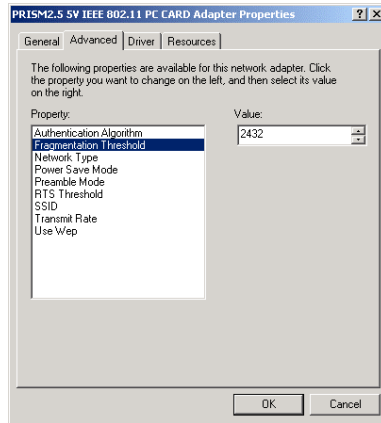 PRISM2.5 5V IEEE 802.11 PC CARD Adapter Properties
General Advanced Driver Resources
The following properties are available for this network adapter. Click
the property you want to change on the left, and then select its value
on the right.
Property: Value:
Authentication Algorithm 2432
Fragmentation Threshold
Network Type
Power Save Mode
Preamble Mode
RTS Threshold
SSID
Transmit Rate
Use Wep
OK Cancel